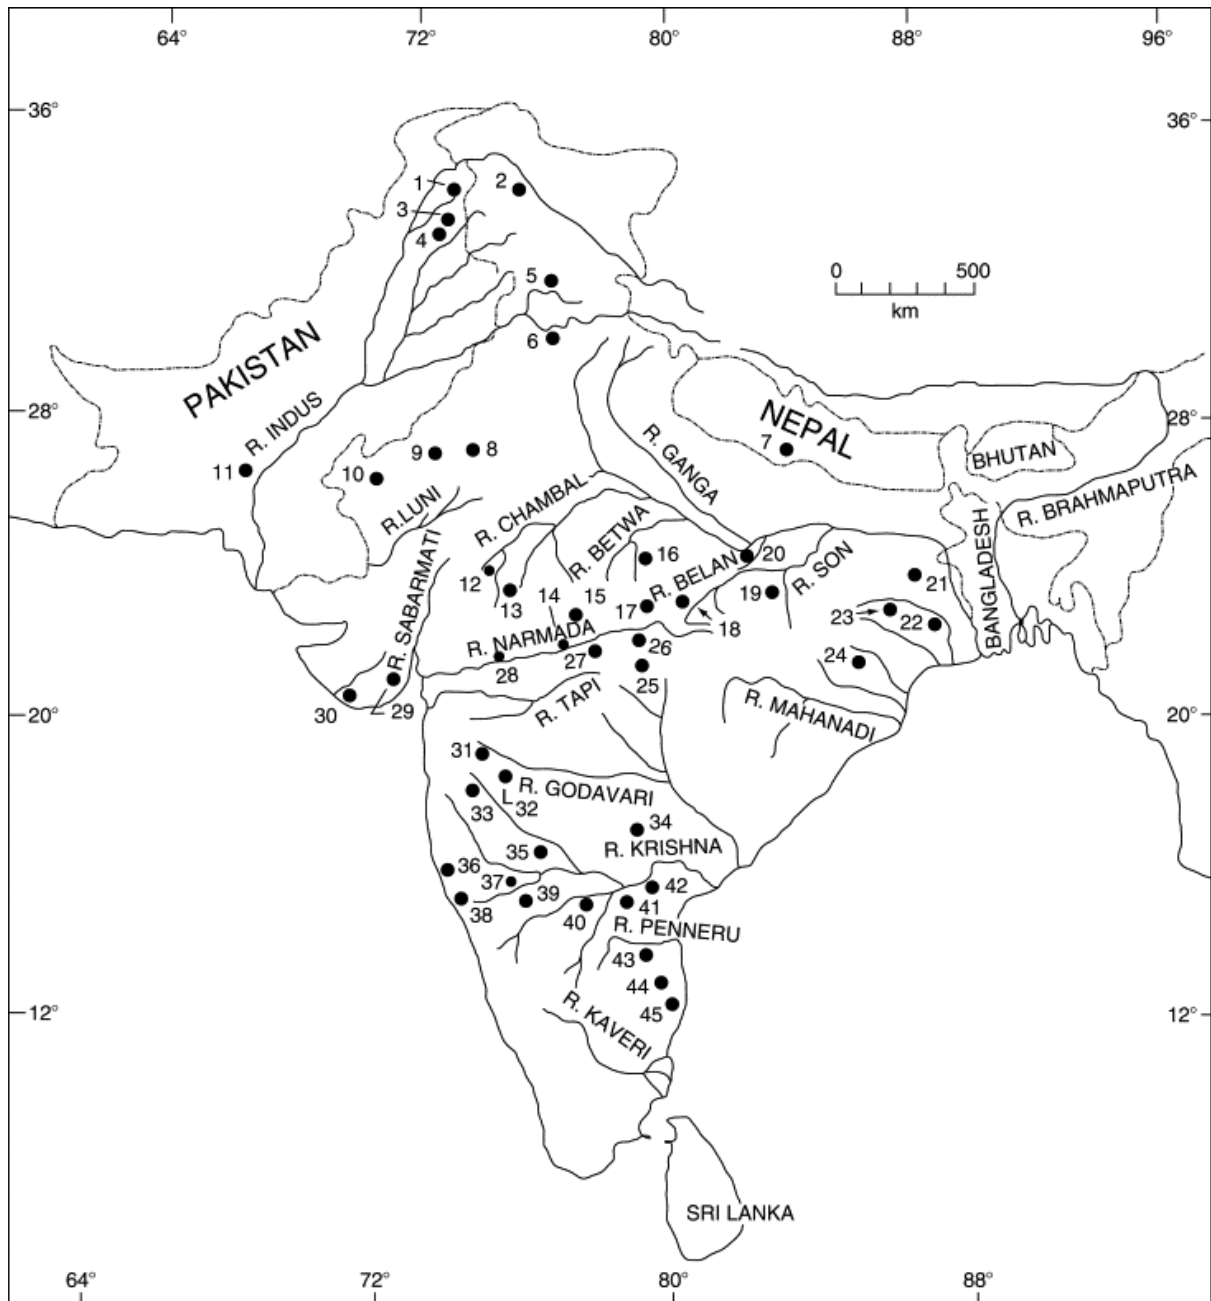 64° 72° 80° 88° 96°
36° 36°
1 2
3
4
5
0 500
km
6
PAKISTAN
28° 28°
R. INDUS
NEPAL
7
R. GANGA
BHUTAN
11
10
9 8
R.LUNI
R. CHAMBAL
R. BRAHMAPUTRA
R. BETWA
BANGLADESH
R. SABARMATI
16
R. BELAN
20
R. SON
12
13
14
15
17
18
19
21
23
22
R. NARMADA
28
27
26
25
24
30
29
R. TAPI
R. MAHANADI
20° 20°
31
R. GODAVARI
33
32
34
R. KRISHNA
35
36
37
38
39
40
41
42
R. PENNERU
43
44
45
R. KAVERI
12° 12°
SRI LANKA
64° 72° 80° 88°